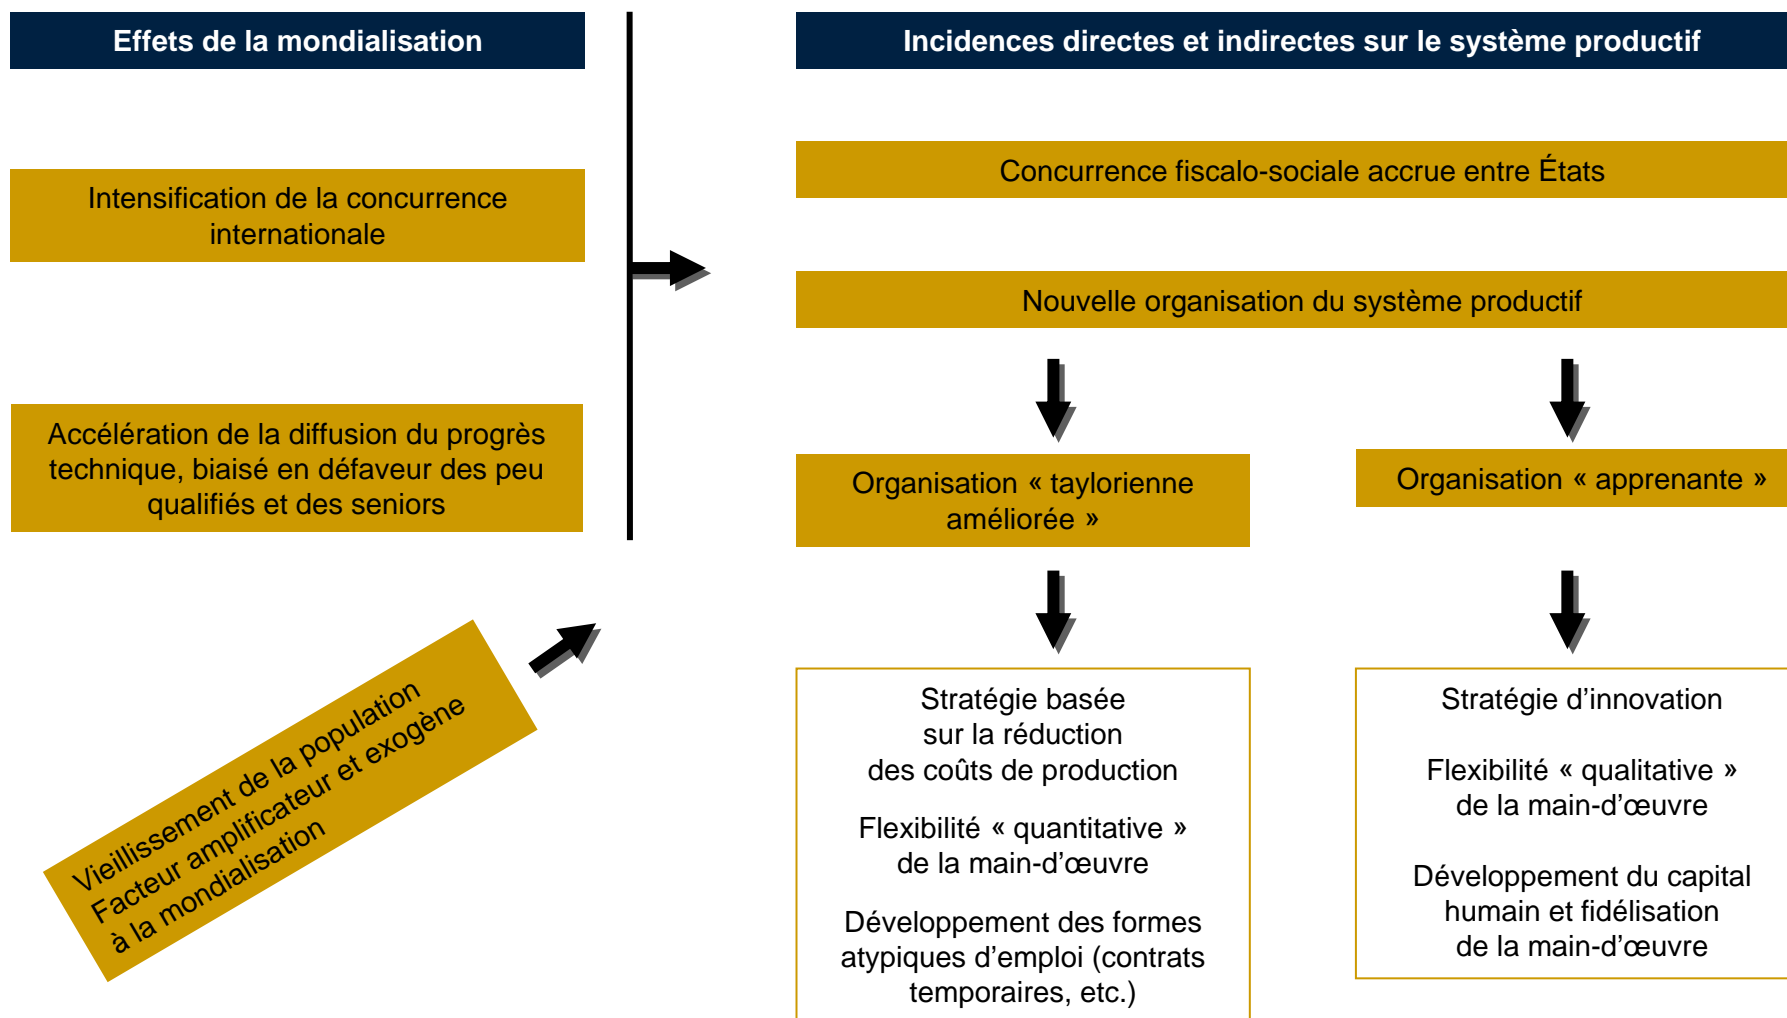 Effets de la mondialisation
Intensification de la concurrence
internationale
Accélération de la diffusion du progrès
technique, biaisé en défaveur des peu
qualifiés et des seniors
Vieillissement de la population
Facteur amplificateur et exogène
à la mondialisation
Incidences directes et indirectes sur le système productif
Concurrence fiscalo-sociale accrue entre États
Nouvelle organisation du système productif
Organisation « taylorienne
améliorée »
Stratégie basée
sur la réduction
des coûts de production
Flexibilité « quantitative »
de la main-d’œuvre
Développement des formes
atypiques d’emploi (contrats
temporaires, etc.)
Organisation « apprenante »
Stratégie d’innovation
Flexibilité « qualitative »
de la main-d’œuvre
Développement du capital
humain et fidélisation
de la main-d’œuvre